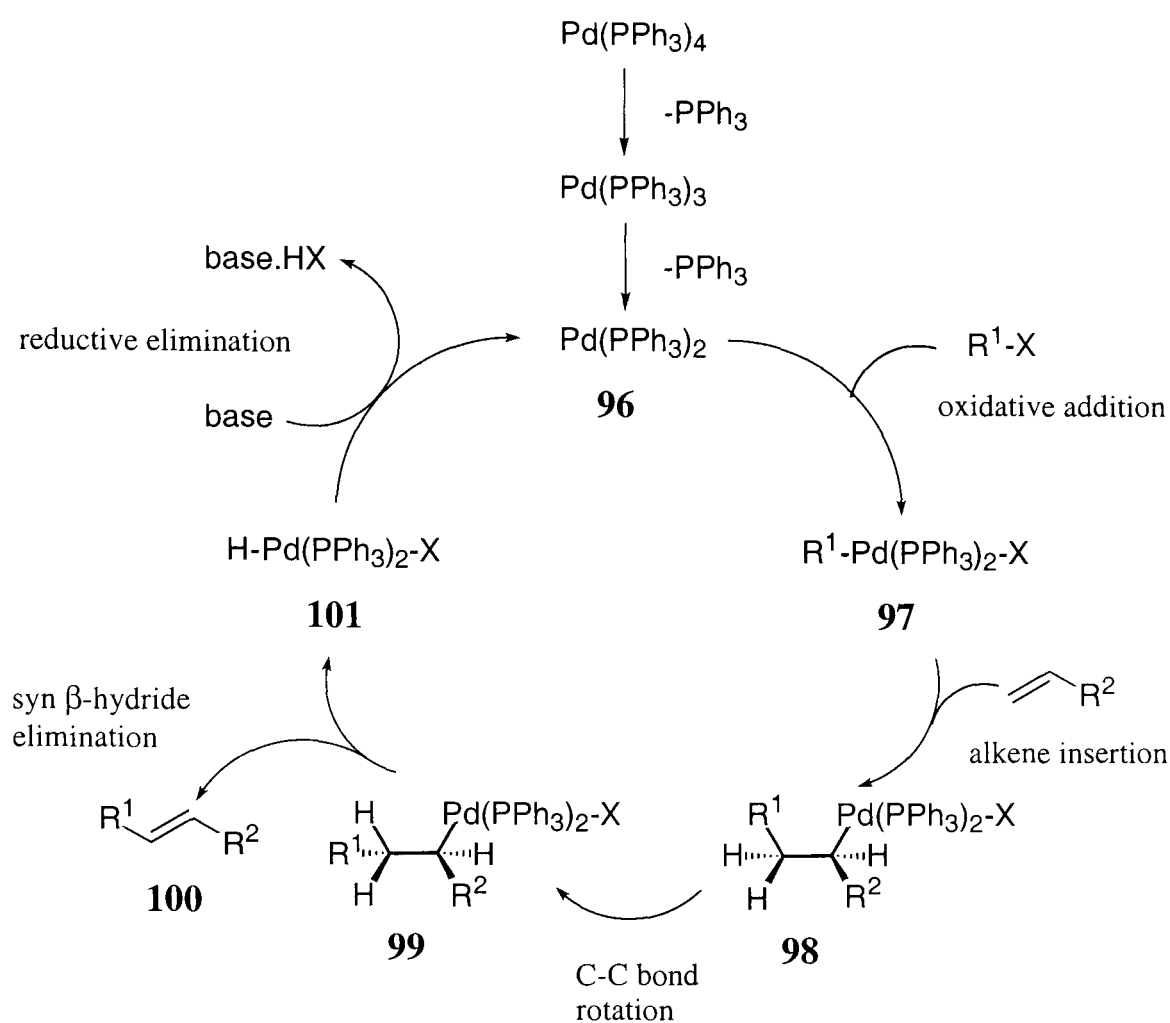 Pd(PPh3)4
-PPh3
Pd(PPh3)3
-PPh3
base.HX
reductive elimination
base
Pd(PPh3)2
96
R1-X
oxidative addition
H-Pd(PPh3)2-X
101
R1-Pd(PPh3)2-X
97
R2
alkene insertion
syn β-hydride
elimination
R1
R2
100
H
Pd(PPh3)2-X
R1
H
H
R2
99
R1
Pd(PPh3)2-X
H
H
H
R2
98
C-C bond
rotation